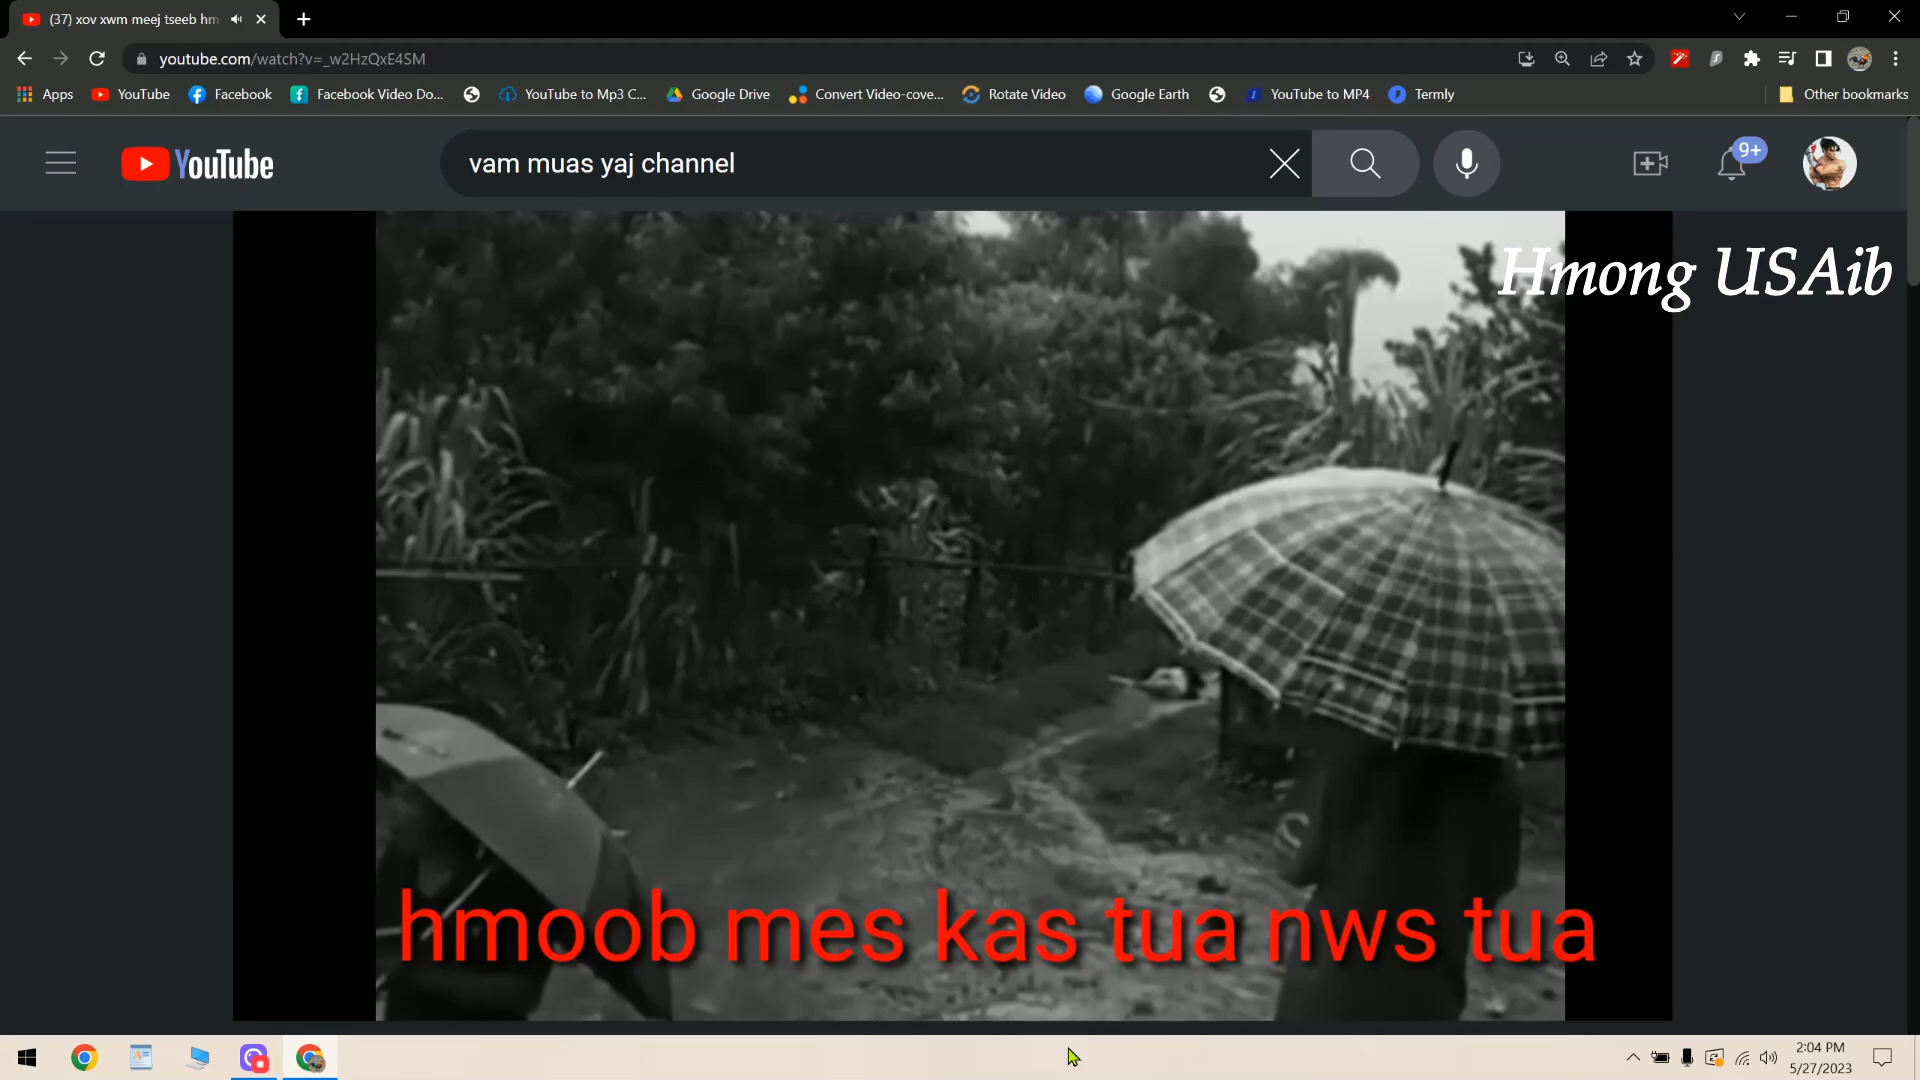 (37) xov xwm meej tseeb hm
youtube.com/watch?v=_w2HzQxE4SM
Apps
YouTube
Facebook
Facebook Video Do...
YouTube to Mp3 C...
Google Drive
Convert Video-cove...
Rotate Video
Google Earth
YouTube to MP4
Termly
Other bookmarks
YouTube
vam muas yaj channel
9+
Hmong USAib
hmoob mes kas tua nws tua
2:04 PM
5/27/2023